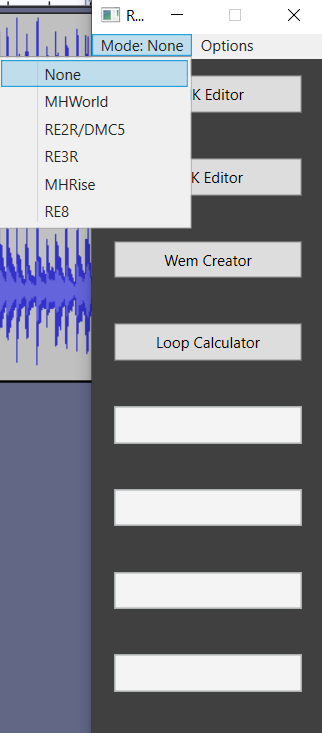 R...
Mode: None Options
None
MHWorld
RE2R/DMC5
RE3R
MHRise
RE8
K Editor
K Editor
Wem Creator
Loop Calculator